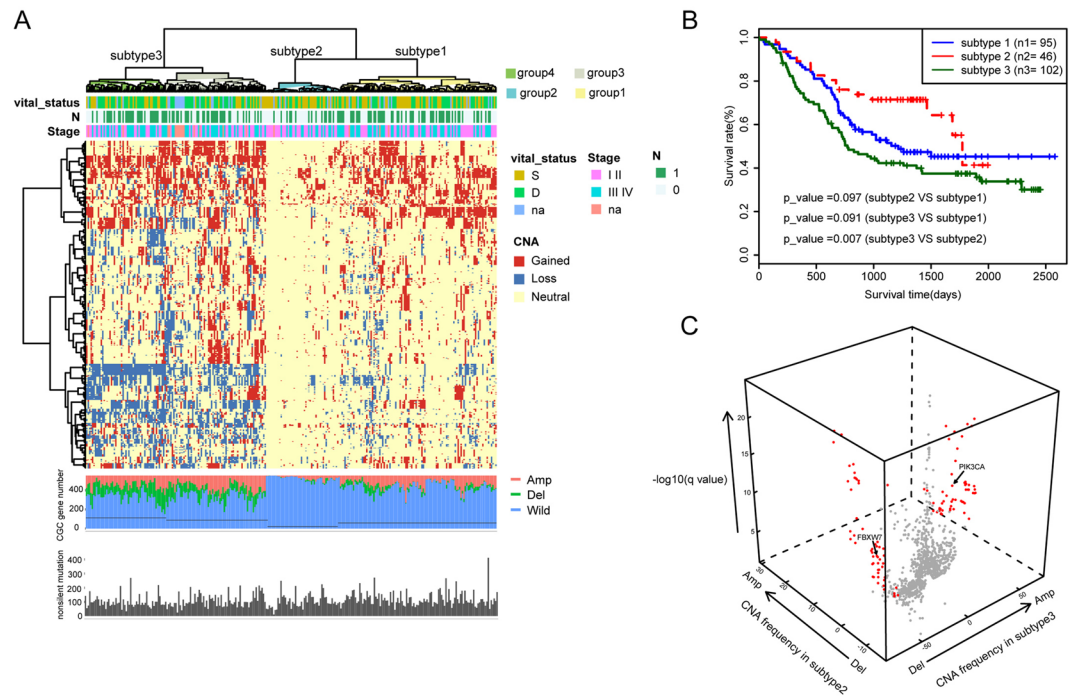 A
subtype3
subtype2
subtype1
group4
group3
group2
group1
vital_status
N
Stage
vital_status
Stage
N
S
I II
1
D
III IV
0
na
na
CNA
Gained
Loss
Neutral
CGC gene number
400
200
0
Amp
Del
Wild
nonsilent mutation
400
300
200
100
0
B
Survival rate(%)
1.0
0.8
0.6
0.4
0.2
0.0
subtype 1 (n1= 95)
subtype 2 (n2= 46)
subtype 3 (n3= 102)
p_value =0.097 (subtype2 VS subtype1)
p_value =0.091 (subtype3 VS subtype1)
p_value =0.007 (subtype3 VS subtype2)
0 500 1000 1500 2000 2500
Survival time(days)
C
-log10(q value)
20
15
10
5
PIK3CA
FBXW7
30
20
10
0
-10
Amp
Del
CNA frequency in subtype2
-50
0
50
Del
Amp
CNA frequency in subtype3